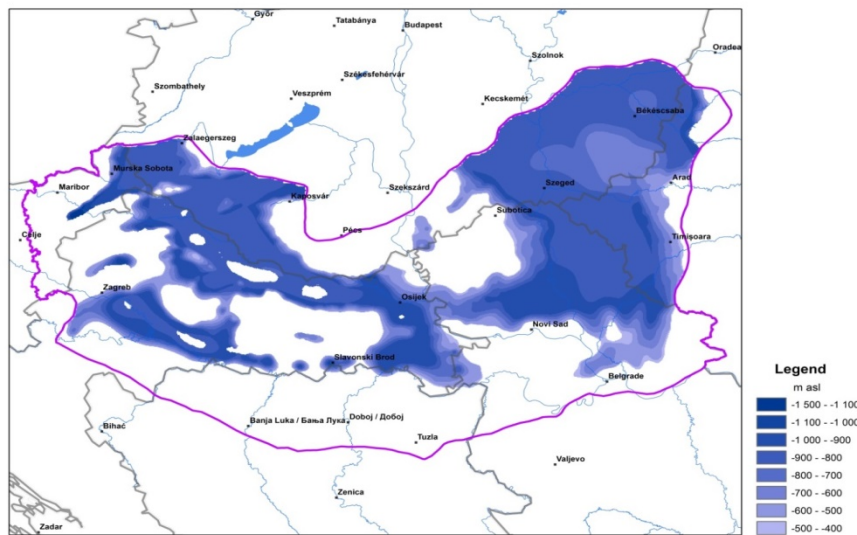 Győr
Tatabánya
Budapest
Oradea
Szolnok
Szombathely
Székesfehérvár
Veszprém
Kecskemét
Békéscsaba
Zalaegerszeg
Murska Sobota
Maribor
Szeged
Arad
Kaposvár
Szekszárd
Subotica
Celje
Pécs
Timișoara
Zagreb
Osijek
Novi Sad
Slavonski Brod
Belgrade
Bihać
Banja Luka / Бања Лука
Doboj / Добој
Tuzla
Valjevo
Zenica
Zadar
Legend
m asl
-1 500 - -1 100
-1 100 - -1 000
-1 000 - -900
-900 - -800
-800 - -700
-700 - -600
-600 - -500
-500 - -400